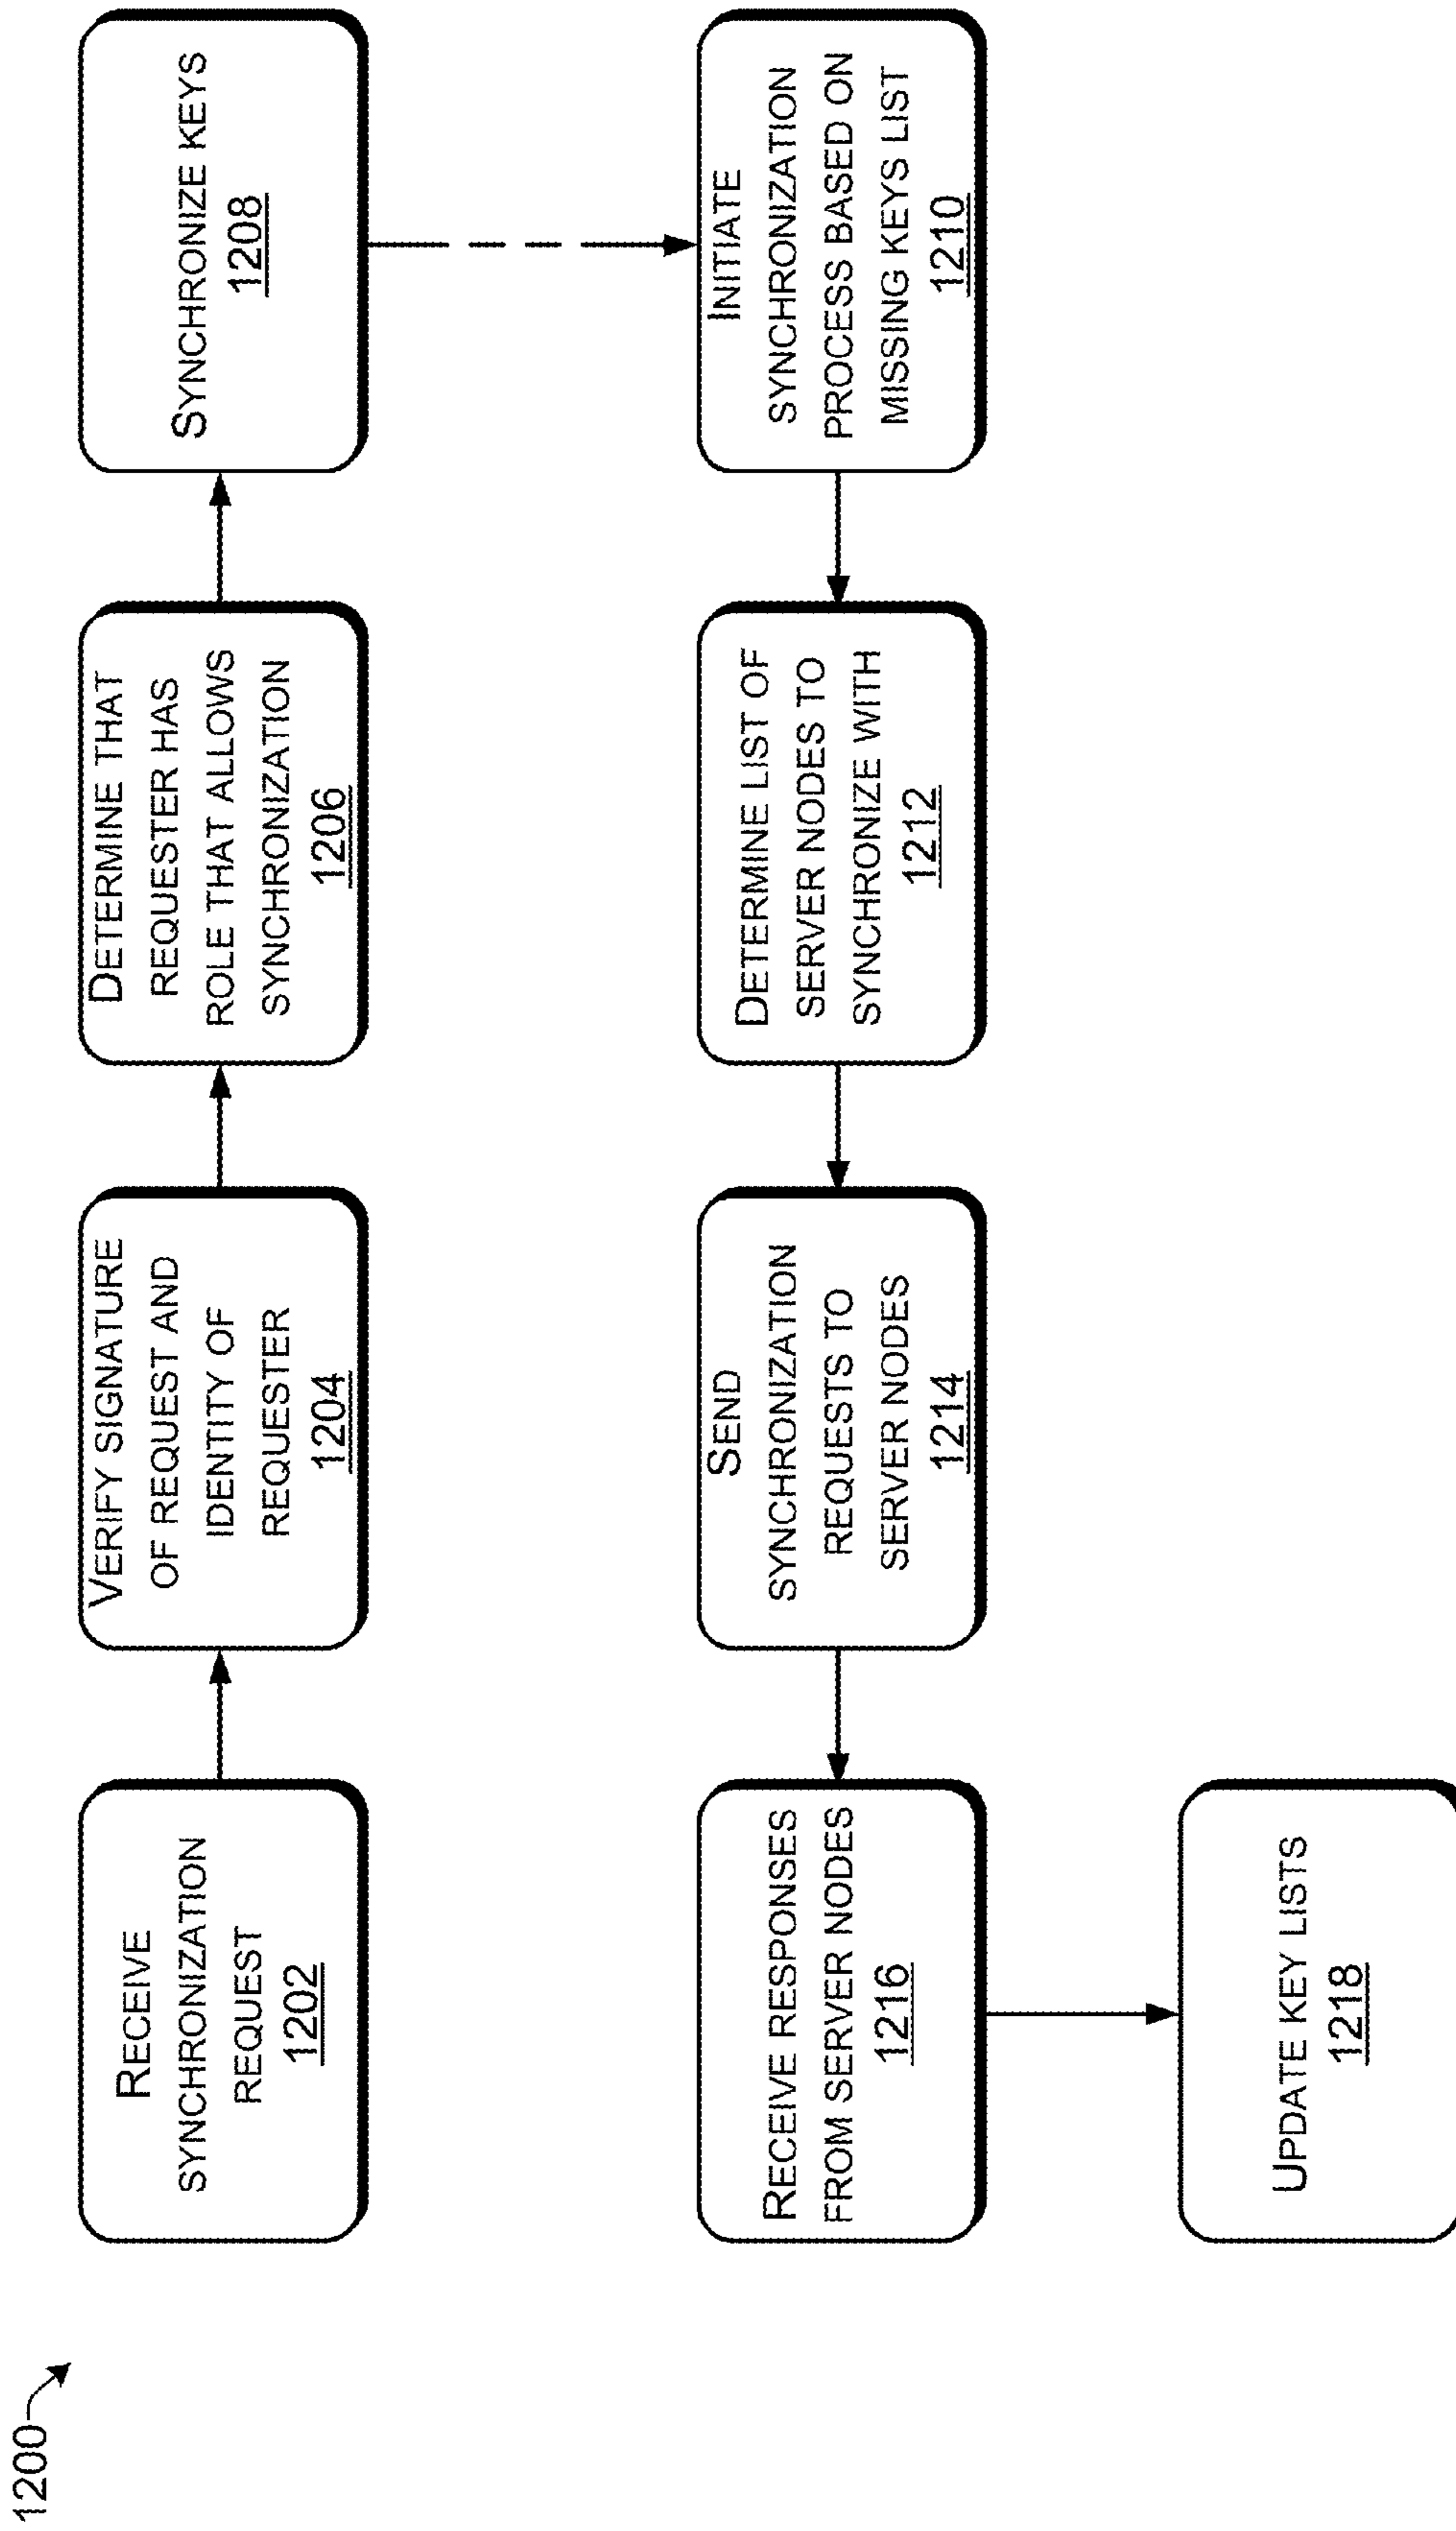 1200
RECEIVE
SYNCHRONIZATION
REQUEST
1202
VERIFY SIGNATURE
OF REQUEST AND
IDENTITY OF
REQUESTER
1204
DETERMINE THAT
REQUESTER HAS
ROLE THAT ALLOWS
SYNCHRONIZATION
1206
SYNCHRONIZE KEYS
1208
INITIATE
SYNCHRONIZATION
PROCESS BASED ON
MISSING KEYS LIST
1210
DETERMINE LIST OF
SERVER NODES TO
SYNCHRONIZE WITH
1212
SEND
SYNCHRONIZATION
REQUESTS TO
SERVER NODES
1214
RECEIVE RESPONSES
FROM SERVER NODES
1216
UPDATE KEY LISTS
1218